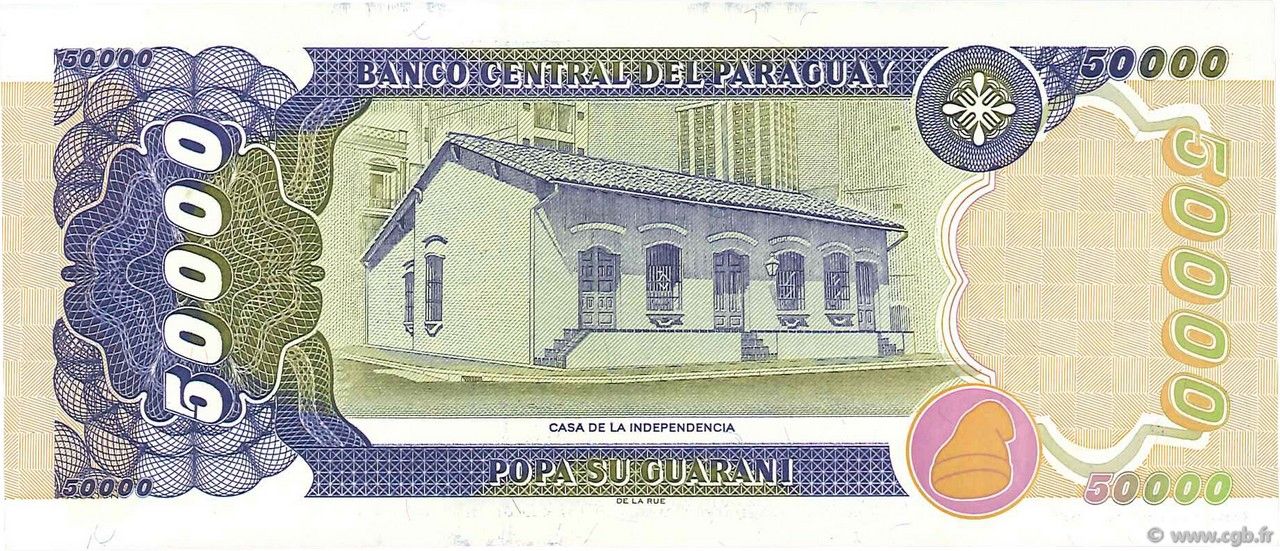 50000
BANCO CENTRAL DEL PARAGUAY
50000
50000
50000
CASA DE LA INDEPENDENCIA
50000
POPA SU GUARANI
50000
DE LA RUE
© www.cgb.fr